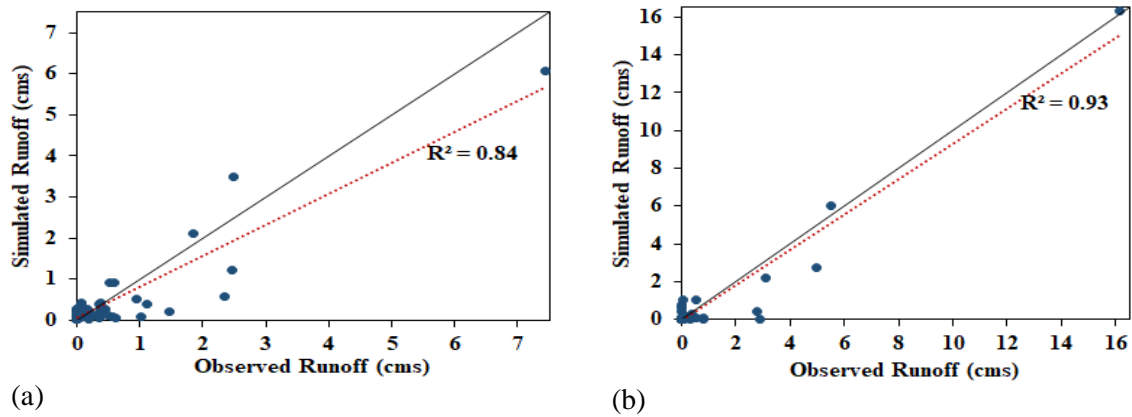 7
6
5
4
3
2
1
0
Simulated Runoff (cms)
R² = 0.84
0 1 2 3 4 5 6 7
Observed Runoff (cms)
(a)
16
14
12
10
8
6
4
2
0
Simulated Runoff (cms)
R² = 0.93
0 2 4 6 8 10 12 14 16
Observed Runoff (cms)
(b)